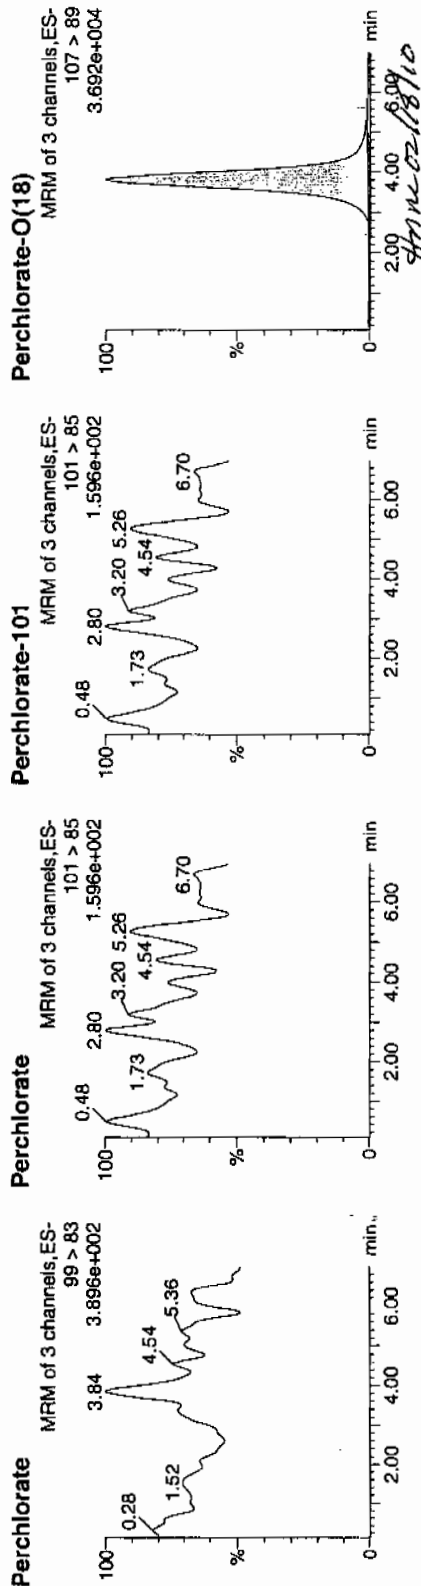 Perchlorate
MRM of 3 channels,ES-
99 > 83
3.896e+002
100
%
0
0.28
1.52
3.84
4.54
5.36
2.00
4.00
6.00
min
Perchlorate
MRM of 3 channels,ES-
101 > 85
1.596e+002
100
%
0
0.48
1.73
2.80
3.20
5.26
4.54
6.70
2.00
4.00
6.00
min
Perchlorate-101
MRM of 3 channels,ES-
101 > 85
1.596e+002
100
%
0
0.48
1.73
2.80
3.20
5.26
4.54
6.70
2.00
4.00
6.00
min
Perchlorate-O(18)
MRM of 3 channels,ES-
107 > 89
3.692e+004
100
%
0
2.00
4.00
6.00
min
02/18/10